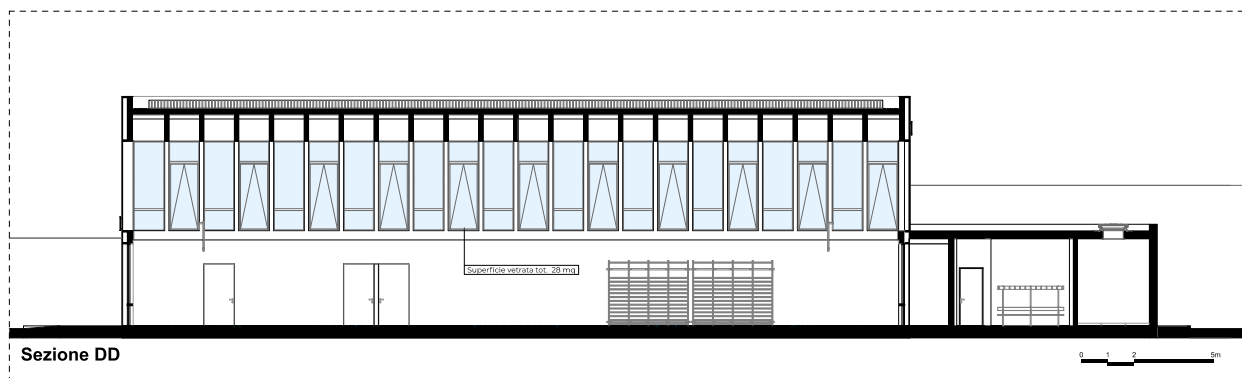 Superficie vetrata tot. 28 mq
Sezione DD
0 1 2 5m